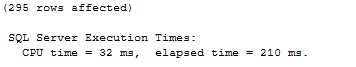 (295 rows affected)
SQL Server Execution Times:
CPU time = 32 ms,  elapsed time = 210 ms.